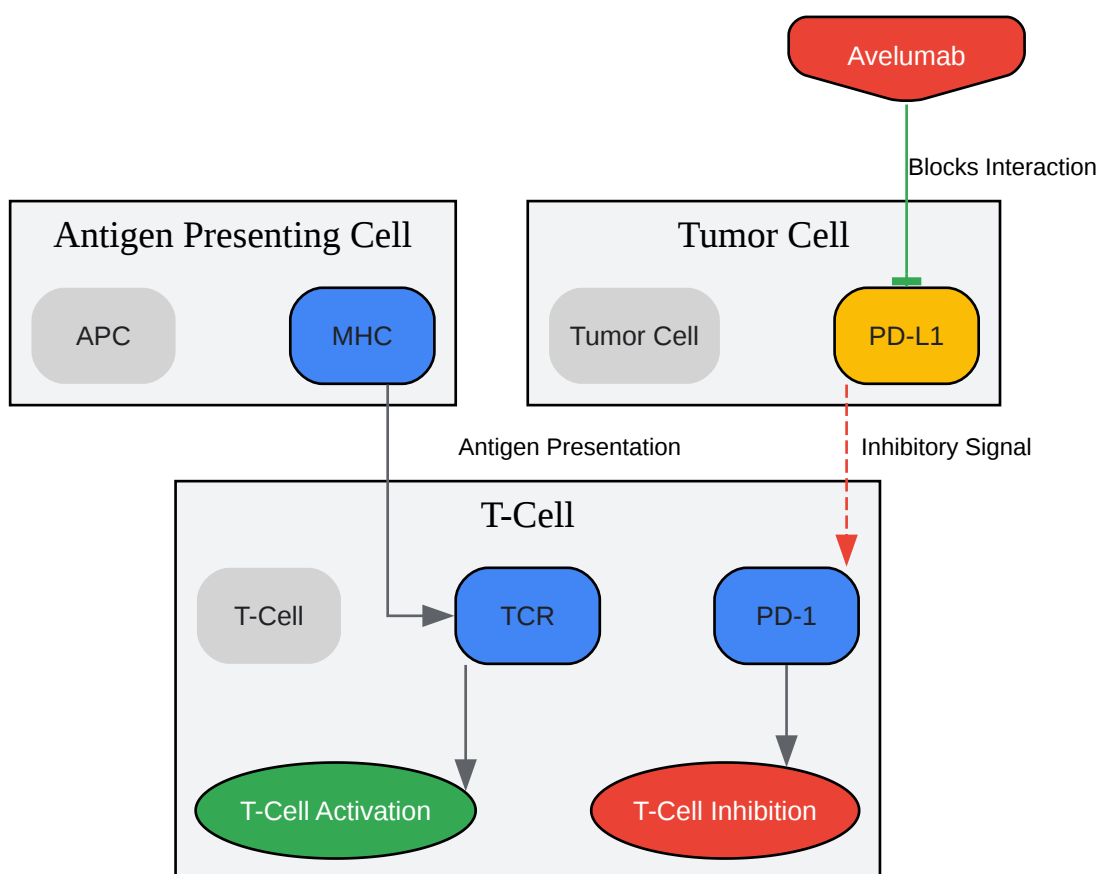 Avelumab
Blocks Interaction
Antigen Presenting Cell
Tumor Cell
APC
MHC
Tumor Cell
PD-L1
Antigen Presentation
Inhibitory Signal
T-Cell
T-Cell
TCR
PD-1
T-Cell Activation
T-Cell Inhibition